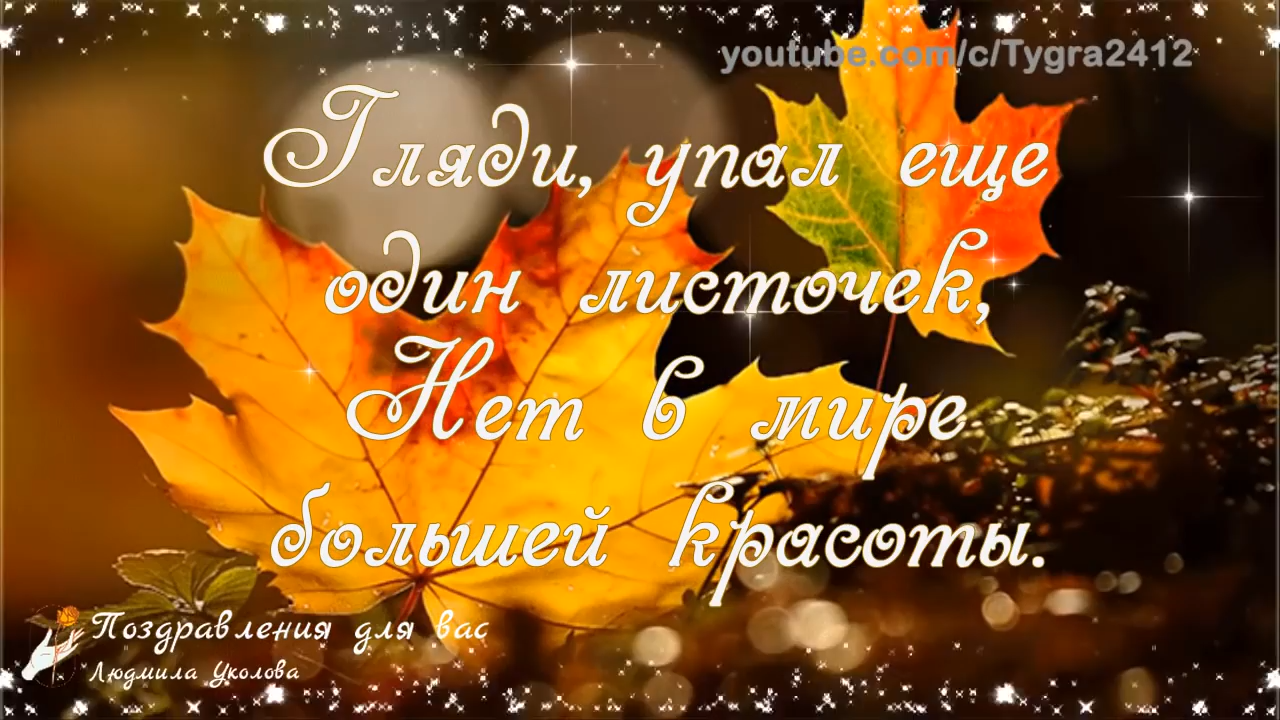 youtube.com/c/Tygra2412
Гляди, упал еще
один листочек,
Нет в мире
большей красоты.
Поздравления для вас
Людмила Уколова